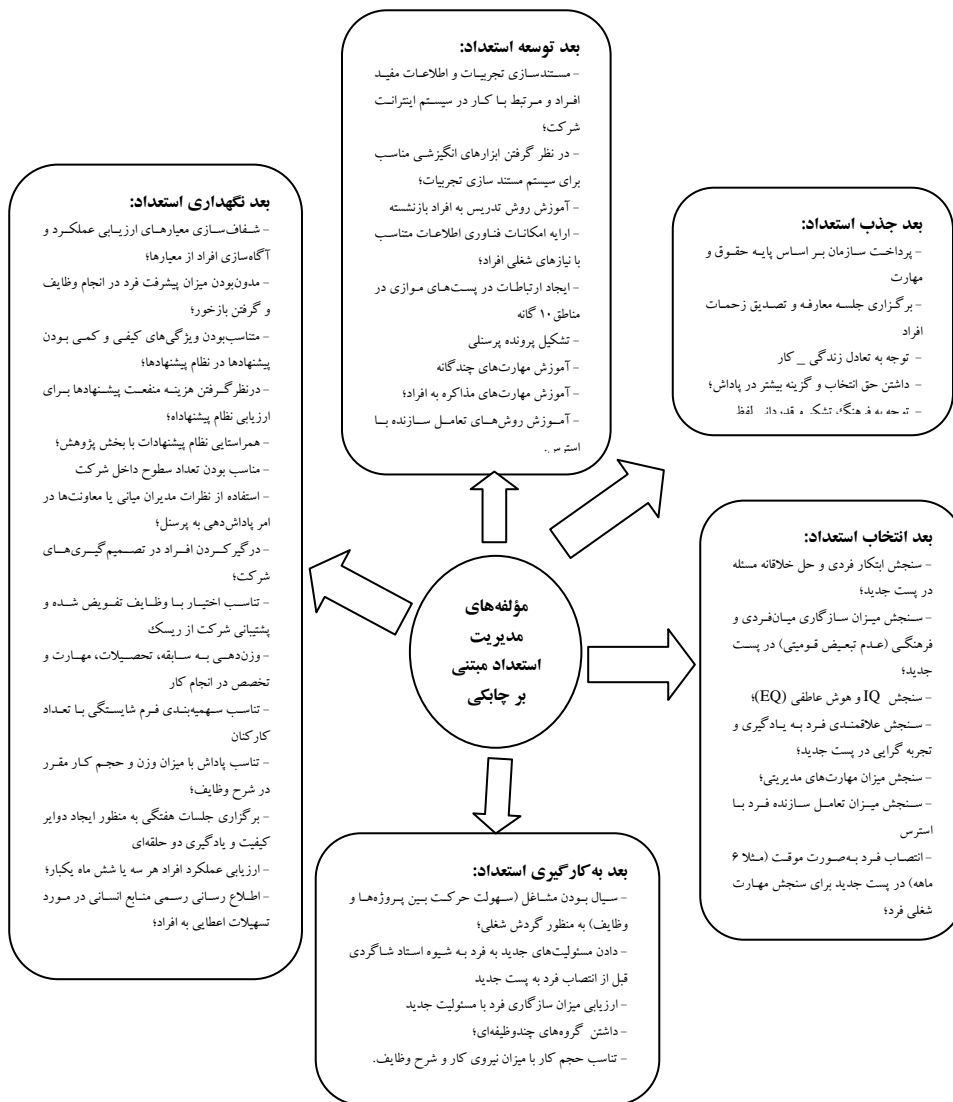 بعد توسعه استعداد:
- مستندسازی تجربیات و اطلاعات مفید
افراد و مرتبط با کار در سیستم اینترانت
شرکت؛
- در نظر گرفتن ابزارهای انگیزشی مناسب
برای سیستم مستند سازی تجربیات؛
- آموزش روش تدریس به افراد بازنشسته
- ارایه امکانات فناوری اطلاعات متناسب
با نیازهای شغلی افراد؛
- ایجاد ارتباطات در پست‌های موازی در
مناطق ۱۰ گانه
- تشکیل پرونده پرسنلی
- آموزش مهارت‌های چندگانه
- آموزش مهارت‌های مذاکره به افراد؛
- آموزش روش‌های تعامل سازنده با
استرس.
بعد جذب استعداد:
- پرداخت سازمان بر اساس پایه حقوق و
مهارت
- برگزاری جلسه معارفه و تصدیق زحمات
افراد
- توجه به تعادل زندگی _ کار
- داشتن حق انتخاب و گزینه بیشتر در پاداش؛
- توجه به فرهنگ تشکر و قدردانی لفظ
بعد انتخاب استعداد:
- سنجش ابتکار فردی و حل خلاقانه مسئله
در پست جدید؛
- سنجش میزان سازگاری میان‌فردی و
فرهنگی (عدم تبعیض قومیتی) در پست
جدید؛
- سنجش IQ و هوش عاطفی (EQ)؛
- سنجش علاقمندی فرد به یادگیری و
تجربه گرایی در پست جدید؛
- سنجش میزان مهارت‌های مدیریتی؛
- سنجش میزان تعامل سازنده فرد با
استرس
- انتصاب فرد به‌صورت موقت (مثلا ۶
ماهه) در پست جدید برای سنجش مهارت
شغلی فرد؛
مؤلفه‌های
مدیریت
استعداد مبتنی
بر چابکی
بعد نگهداری استعداد:
- شفاف‌سازی معیارهای ارزیابی عملکرد و
آگاه‌سازی افراد از معیارها؛
- مدون‌بودن میزان پیشرفت فرد در انجام وظایف
و گرفتن بازخور؛
- متناسب‌بودن ویژگی‌های کیفی و کمی بودن
پیشنهادها در نظام پیشنهادها؛
- درنظرگرفتن هزینه منفعت پیشنهادها برای
ارزیابی نظام پیشنهاداه؛
- همراستایی نظام پیشنهادات با بخش پژوهش؛
- مناسب بودن تعداد سطوح داخل شرکت
- استفاده از نظرات مدیران میانی یا معاونت‌ها در
امر پاداش‌دهی به پرسنل؛
- درگیرکردن افراد در تصمیم‌گیری‌های
شرکت؛
- تناسب اختیار با وظایف تفویض شده و
پشتیبانی شرکت از ریسک
- وزن‌دهی به سابقه، تحصیلات، مهارت و
تخصص در انجام کار
- تناسب سهمیه‌بندی فرم شایستگی با تعداد
کارکنان
- تناسب پاداش با میزان وزن و حجم کار مقرر
در شرح وظایف؛
- برگزاری جلسات هفتگی به منظور ایجاد دوایر
کیفیت و یادگیری دو حلقه‌ای
- ارزیابی عملکرد افراد هر سه یا شش ماه یکبار؛
- اطلاع رسانی رسمی منابع انسانی در مورد
تسهیلات اعطایی به افراد؛
بعد به‌کارگیری استعداد:
- سیال بودن مشاغل (سهولت حرکت بین پروژه‌ها و
وظایف) به منظور گردش شغلی؛
- دادن مسئولیت‌های جدید به فرد به شیوه استاد شاگردی
قبل از انتصاب فرد به پست جدید
- ارزیابی میزان سازگاری فرد با مسئولیت جدید
- داشتن گروه‌های چندوظیفه‌ای؛
- تناسب حجم کار با میزان نیروی کار و شرح وظایف.